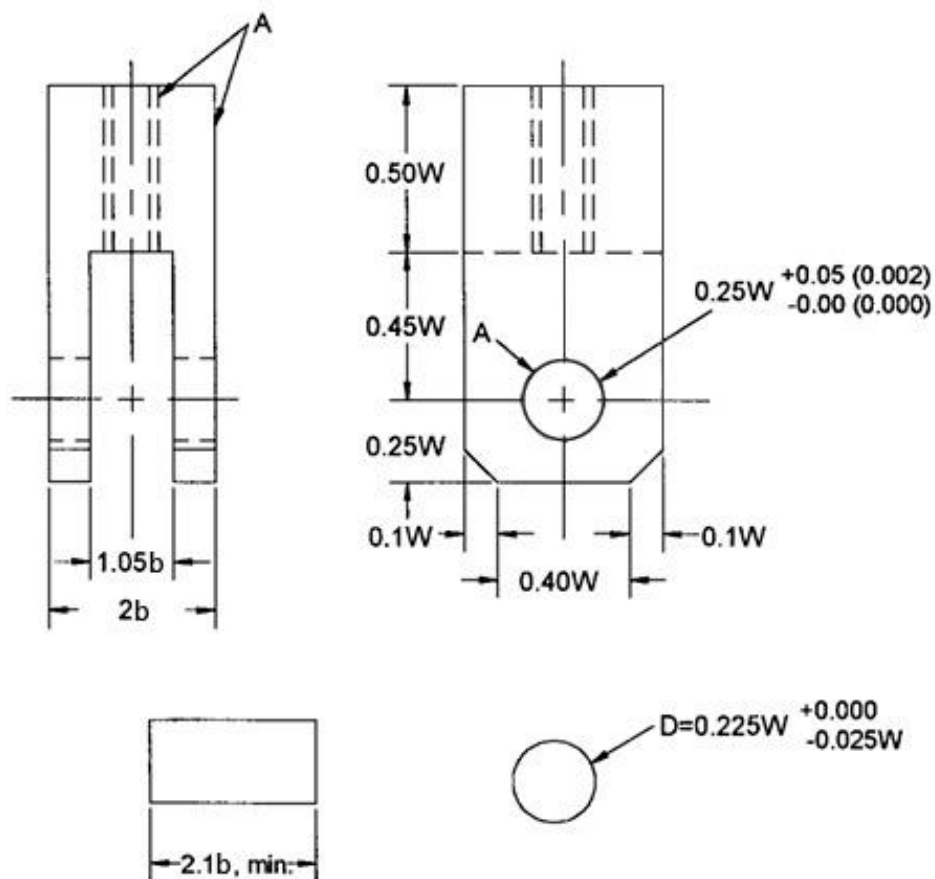 A
0.50W
0.45W
0.25W
A
0.25W +0.05 (0.002)
-0.00 (0.000)
0.1W
0.1W
0.40W
1.05b
2b
2.1b, min.
D=0.225W +0.000
-0.025W